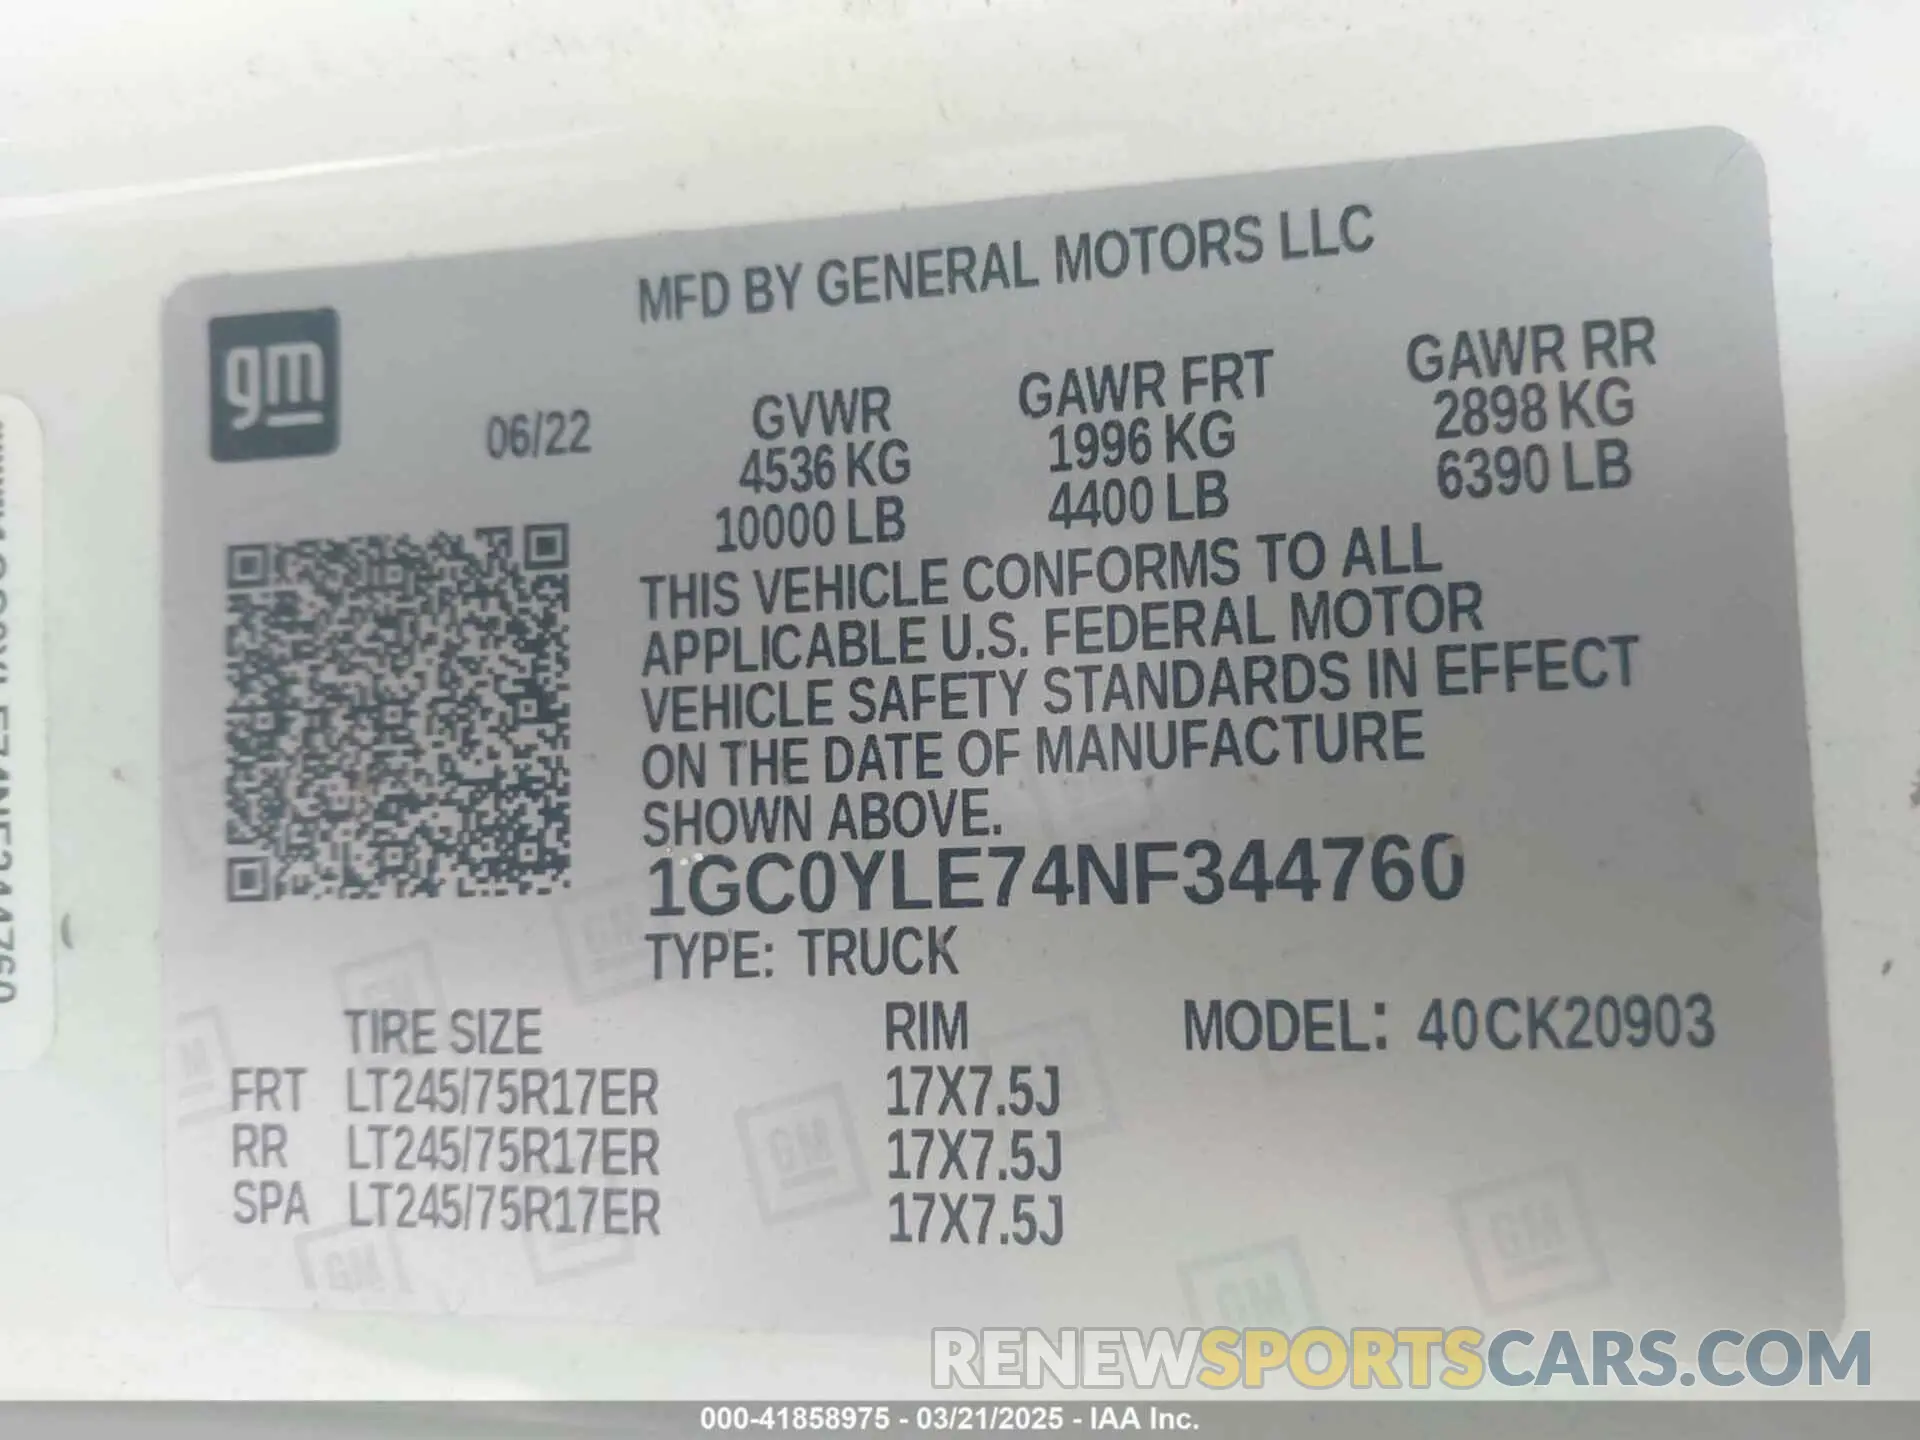 MFD BY GENERAL MOTORS LLC
gm
06/22
GVWR GAWR FRT GAWR RR
4536 KG 1996 KG 2898 KG
10000 LB 4400 LB 6390 LB
THIS VEHICLE CONFORMS TO ALL
APPLICABLE U.S. FEDERAL MOTOR
VEHICLE SAFETY STANDARDS IN EFFECT
ON THE DATE OF MANUFACTURE
SHOWN ABOVE.
1GC0YLE74NF344760
TYPE: TRUCK
TIRE SIZE RIM MODEL: 40CK20903
FRT LT245/75R17ER 17X7.5J
RR LT245/75R17ER 17X7.5J
SPA LT245/75R17ER 17X7.5J
GM
GM
GM
GM
RENEWSPORTSCARS.COM
000-41858975 - 03/21/2025 - IAA Inc.